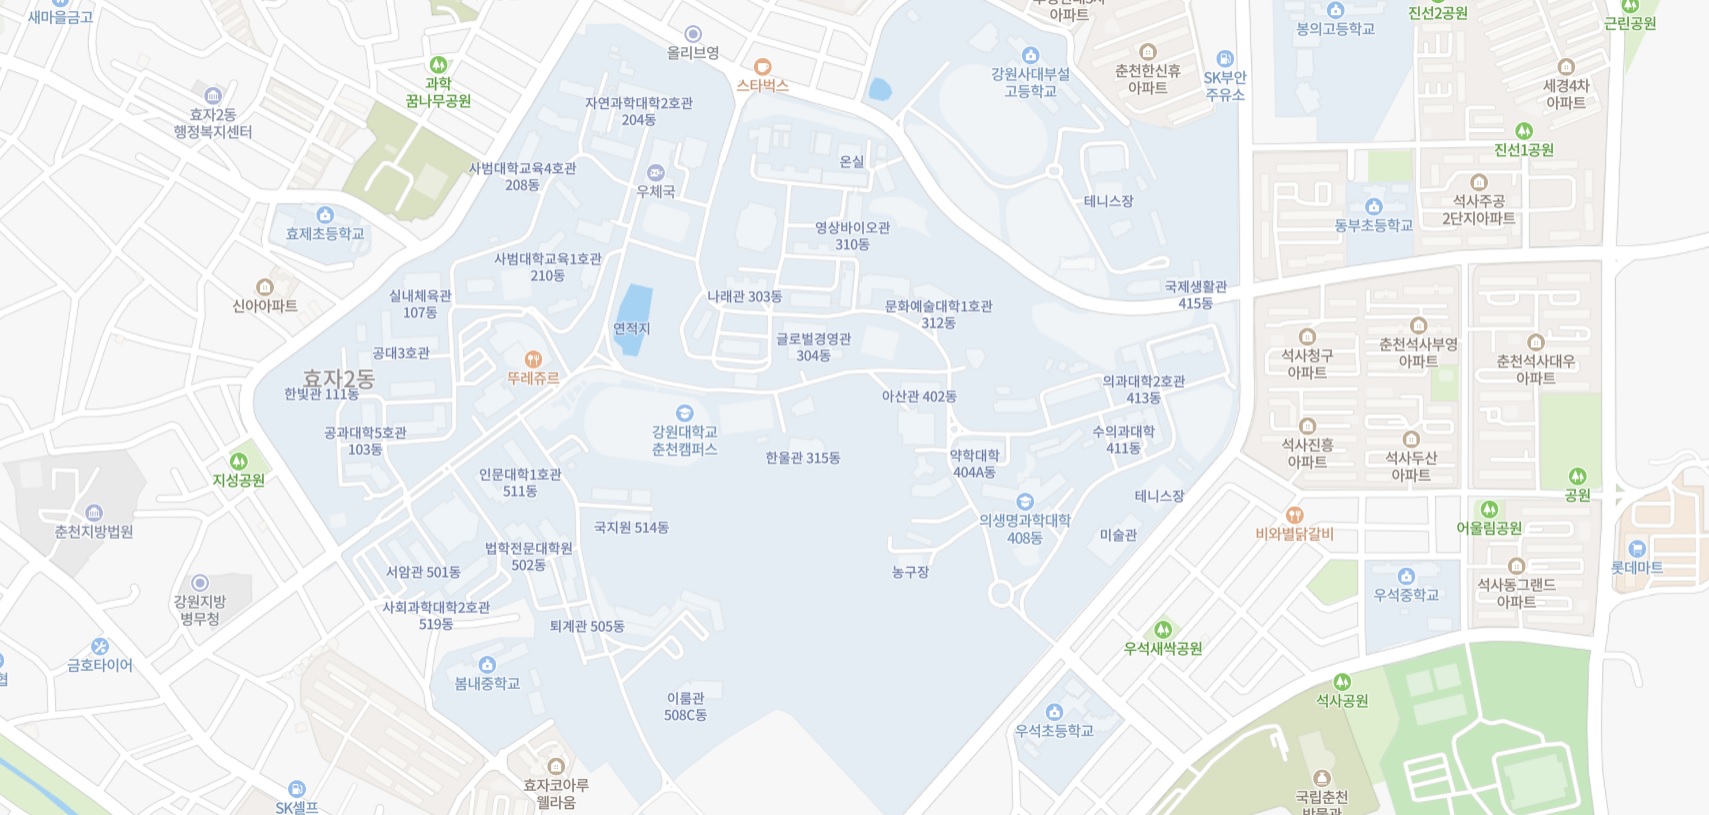 새마을금고
올리브영
스타벅스
과학
꿈나무공원
효자2동
행정복지센터
자연과학대학2호관
204동
사범대학교육4호관
208동
우체국
온실
영상바이오관
310동
아파트
강원사대부설
고등학교
춘천한신휴
아파트
SK부안
주유소
봉의고등학교
진선2공원
근린공원
세경4차
아파트
진선1공원
석사주공
2단지아파트
동부초등학교
테니스장
효제초등학교
신아아파트
사범대학교육1호관
210동
실내체육관
107동
공대3호관
효자2동
한빛관 111동
공과대학5호관
103동
연적지
뚜레쥬르
나래관 303동
글로벌경영관
304동
문화예술대학1호관
312동
국제생활관
415동
의과대학2호관
413동
아산관 402동
수의과대학
411동
강원대학교
춘천캠퍼스
한울관 315동
약학대학
404A동
의생명과학대학
408동
테니스장
미술관
농구장
인문대학1호관
511동
국지원 514동
법학전문대학원
502동
서암관 501동
사회과학대학2호관
519동
퇴계관 505동
이룸관
508C동
봄내중학교
효자코아루
웰라움
지성공원
춘천지방법원
강원지방
병무청
금호타이어
협
SK셀프
석사청구
아파트
춘천석사부영
아파트
춘천석사대우
아파트
석사진흥
아파트
석사두산
아파트
공원
비와별닭갈비
어울림공원
롯데마트
우석중학교
석사동그랜드
아파트
우석새싹공원
우석초등학교
석사공원
국립춘천
박물관